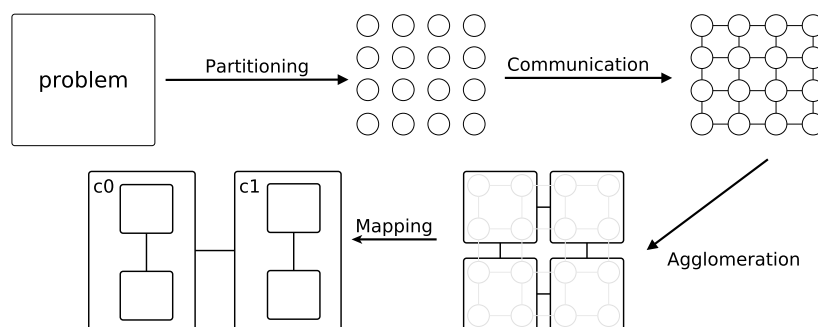 problem
Partitioning
Communication
Agglomeration
Mapping
c0
c1